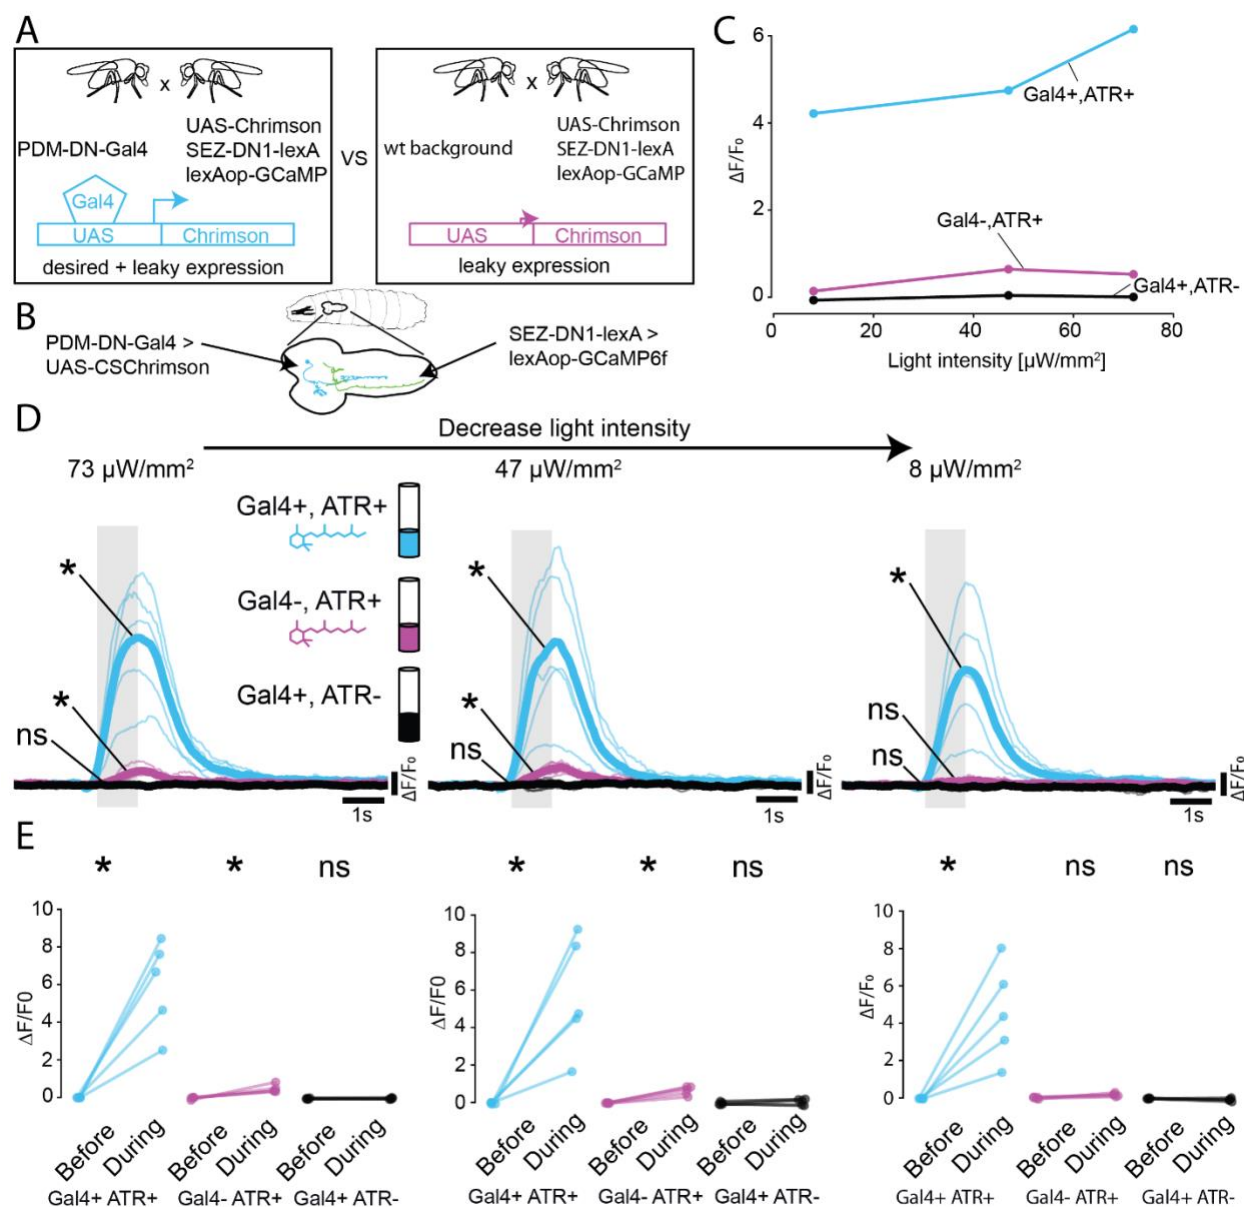 A
x
PDM-DN-Gal4
UAS-Chrimson
SEZ-DN1-lexA
lexAop-GCaMP
Gal4
UAS
Chrimson
desired + leaky expression
VS
x
wt background
UAS-Chrimson
SEZ-DN1-lexA
lexAop-GCaMP
UAS
Chrimson
leaky expression
B
PDM-DN-Gal4 >
UAS-CSChrimson
SEZ-DN1-lexA >
lexAop-GCaMP6f
C
6
4
2
0
ΔF/F₀
Gal4+,ATR+
Gal4-,ATR+
Gal4+,ATR-
0
20
40
60
80
Light intensity [µW/mm²]
D
Decrease light intensity
73 µW/mm²
47 µW/mm²
8 µW/mm²
Gal4+, ATR+
Gal4-, ATR+
Gal4+, ATR-
*
*
ns
ΔF/F₀
1s
*
*
ns
ΔF/F₀
1s
*
ns
ns
ΔF/F₀
1s
E
* * ns
10
8
6
4
2
0
ΔF/F0
Before During Before During Before During
Gal4+ ATR+ Gal4- ATR+ Gal4+ ATR-
* * ns
10
8
6
4
2
0
ΔF/F0
Before During Before During Before During
Gal4+ ATR+ Gal4- ATR+ Gal4+ ATR-
* ns ns
10
8
6
4
2
0
ΔF/F₀
Before During Before During Before During
Gal4+ ATR+ Gal4- ATR+ Gal4+ ATR-